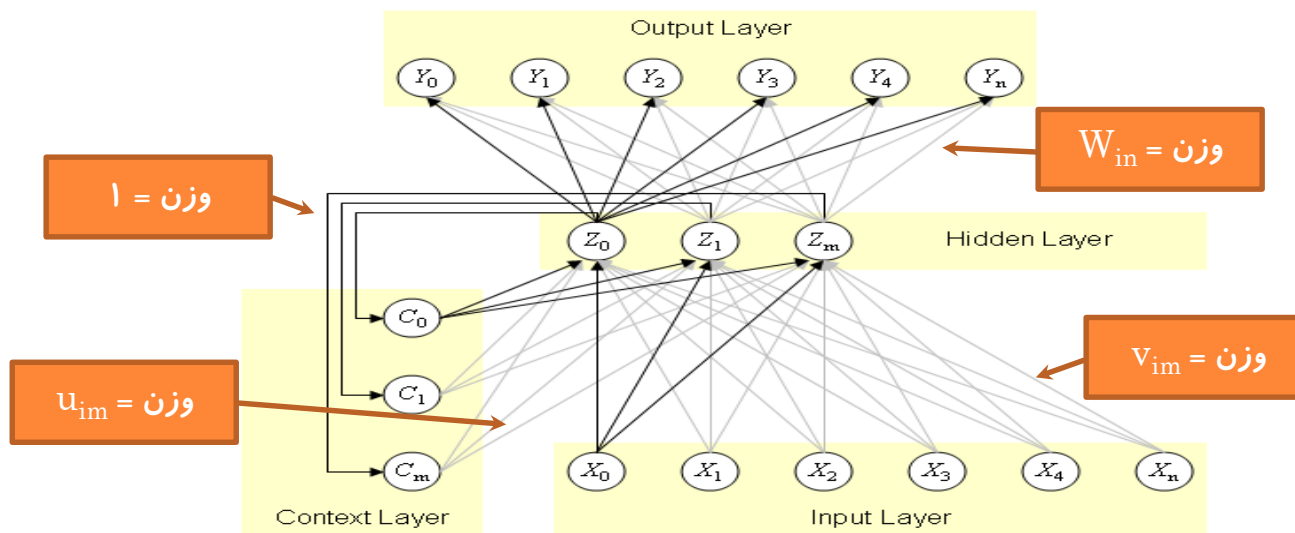 Output Layer
Y₀ Y₁ Y₂ Y₃ Y₄ Yₙ
وزن = Wᵢₙ
وزن = ۱
Z₀ Z₁ Zₘ
Hidden Layer
C₀
وزن = vᵢₘ
C₁
وزن = uᵢₘ
Cₘ
X₀ X₁ X₂ X₃ X₄ Xₙ
Context Layer
Input Layer